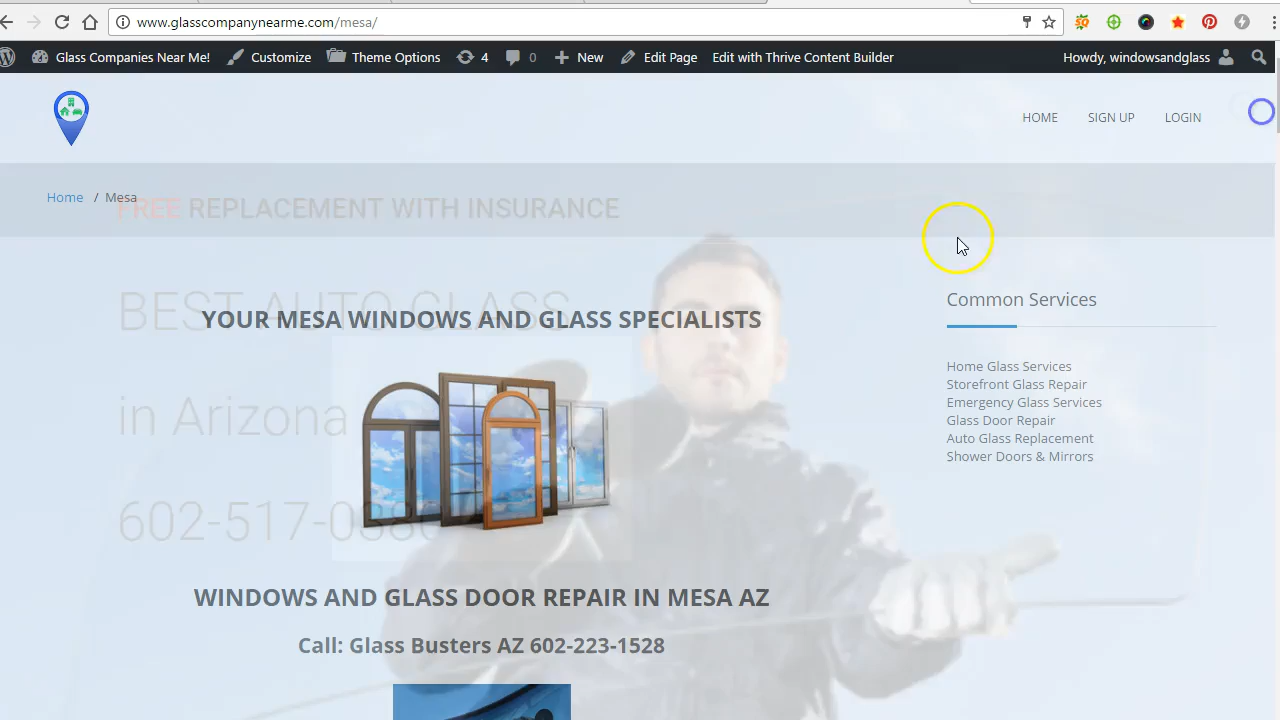 www.glasscompanynearme.com/mesa/
Glass Companies Near Me! Customize Theme Options 4 0 New Edit Page Edit with Thrive Content Builder Howdy, windowsandglass
HOME SIGN UP LOGIN
Home / Mesa
FREE REPLACEMENT WITH INSURANCE
BEST AUTO GLASS
YOUR MESA WINDOWS AND GLASS SPECIALISTS
in Arizona
WINDOWS AND GLASS DOOR REPAIR IN MESA AZ
Call: Glass Busters AZ 602-223-1528
Common Services
Home Glass Services
Storefront Glass Repair
Emergency Glass Services
Glass Door Repair
Auto Glass Replacement
Shower Doors & Mirrors